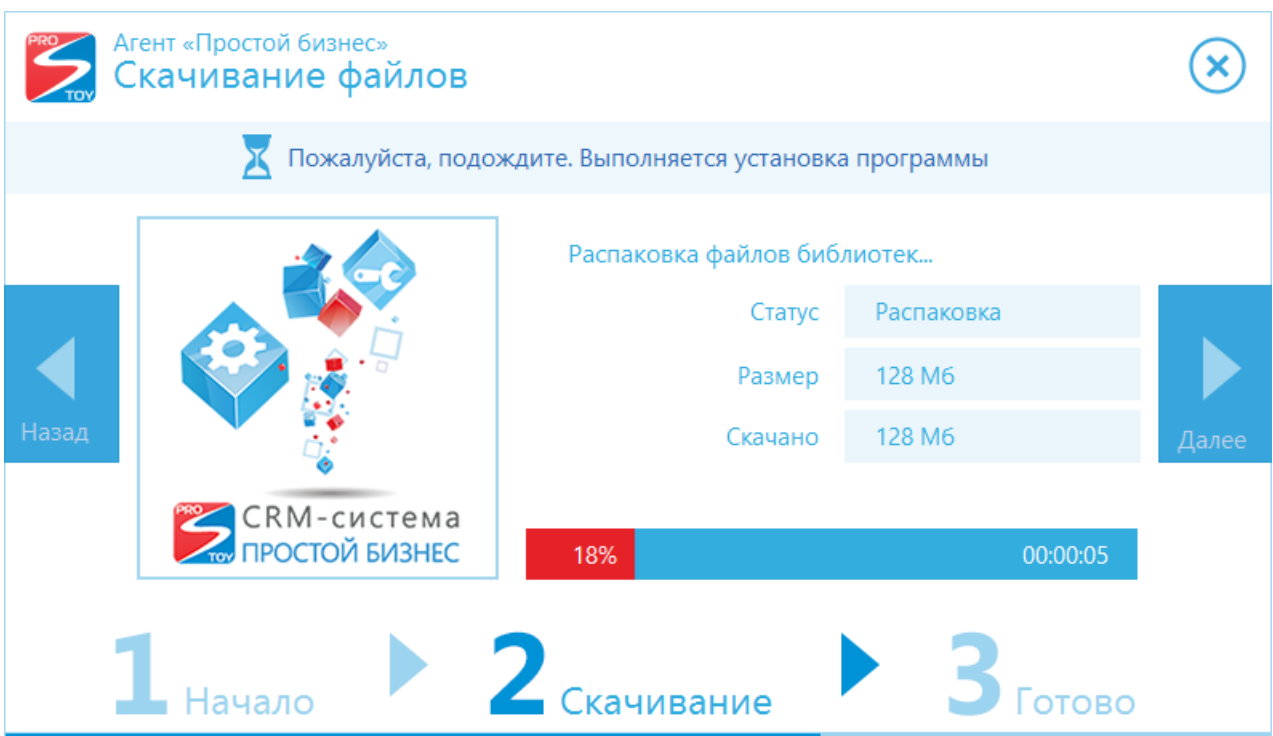 PRO
TOY
Агент «Простой бизнес»
Скачивание файлов
Пожалуйста, подождите. Выполняется установка программы
Распаковка файлов библиотек...
Статус Распаковка
Размер 128 Мб
Скачано 128 Мб
Назад
Далее
PRO
TOY
CRM-система
ПРОСТОЙ БИЗНЕС
18% 00:00:05
1 Начало
2 Скачивание
3 Готово